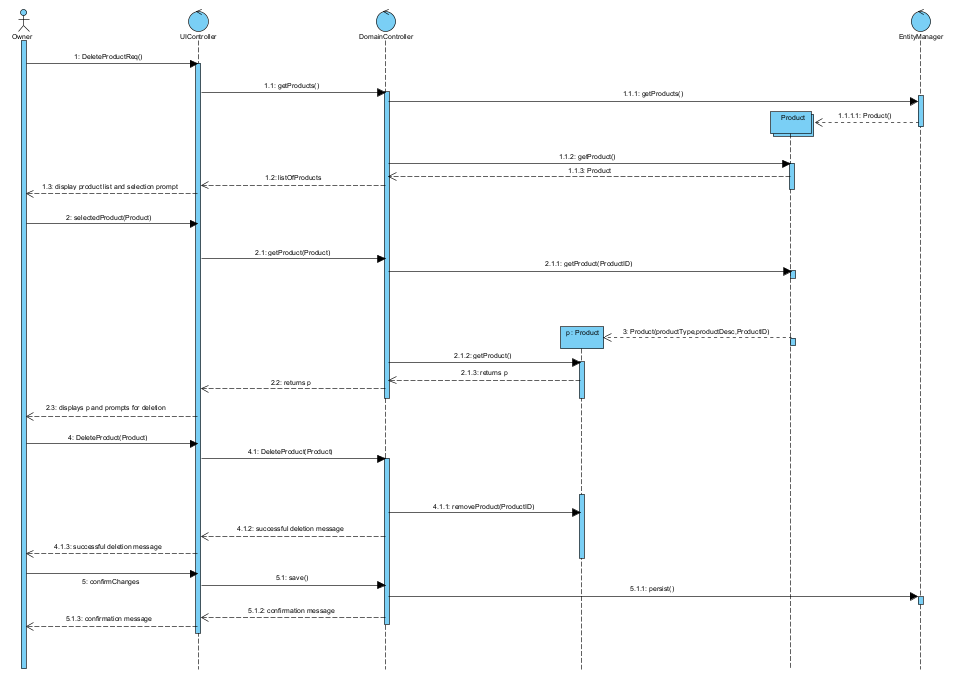 Owner
UIController
DomainController
EntityManager
1: DeleteProductReq()
1.1: getProducts()
1.1.1: getProducts()
Product
1.1.1.1: Product()
1.1.2: getProduct()
1.1.3: Product
1.2: listOfProducts
1.3: display product list and selection prompt
2: selectedProduct(Product)
2.1: getProduct(Product)
2.1.1: getProduct(ProductID)
p : Product
3: Product(productType,productDesc,ProductID)
2.1.2: getProduct()
2.1.3: returns p
2.2: returns p
2.3: displays p and prompts for deletion
4: DeleteProduct(Product)
4.1: DeleteProduct(Product)
4.1.1: removeProduct(ProductID)
4.1.2: successful deletion message
4.1.3: successful deletion message
5: confirmChanges
5.1: save()
5.1.1: persist()
5.1.2: confirmation message
5.1.3: confirmation message